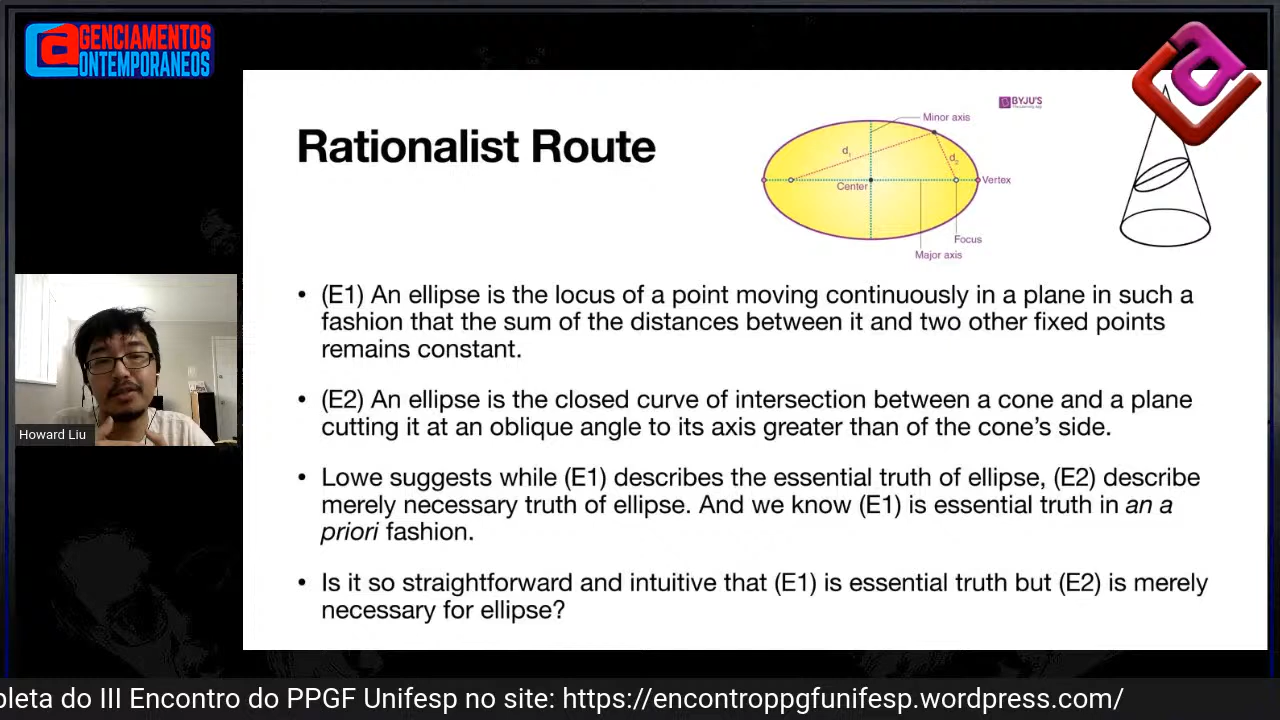 AGENCIAMENTOS
CONTEMPORANEOS
BYJU'S
The Learning App
Rationalist Route
Minor axis
d1
d2
Center
Vertex
Focus
Major axis
• (E1) An ellipse is the locus of a point moving continuously in a plane in such a
fashion that the sum of the distances between it and two other fixed points
remains constant.
• (E2) An ellipse is the closed curve of intersection between a cone and a plane
cutting it at an oblique angle to its axis greater than of the cone's side.
• Lowe suggests while (E1) describes the essential truth of ellipse, (E2) describe
merely necessary truth of ellipse. And we know (E1) is essential truth in an a
priori fashion.
• Is it so straightforward and intuitive that (E1) is essential truth but (E2) is merely
necessary for ellipse?
Howard Liu
pleta do III Encontro do PPGF Unifesp no site: https://encontroppgfunifesp.wordpress.com/